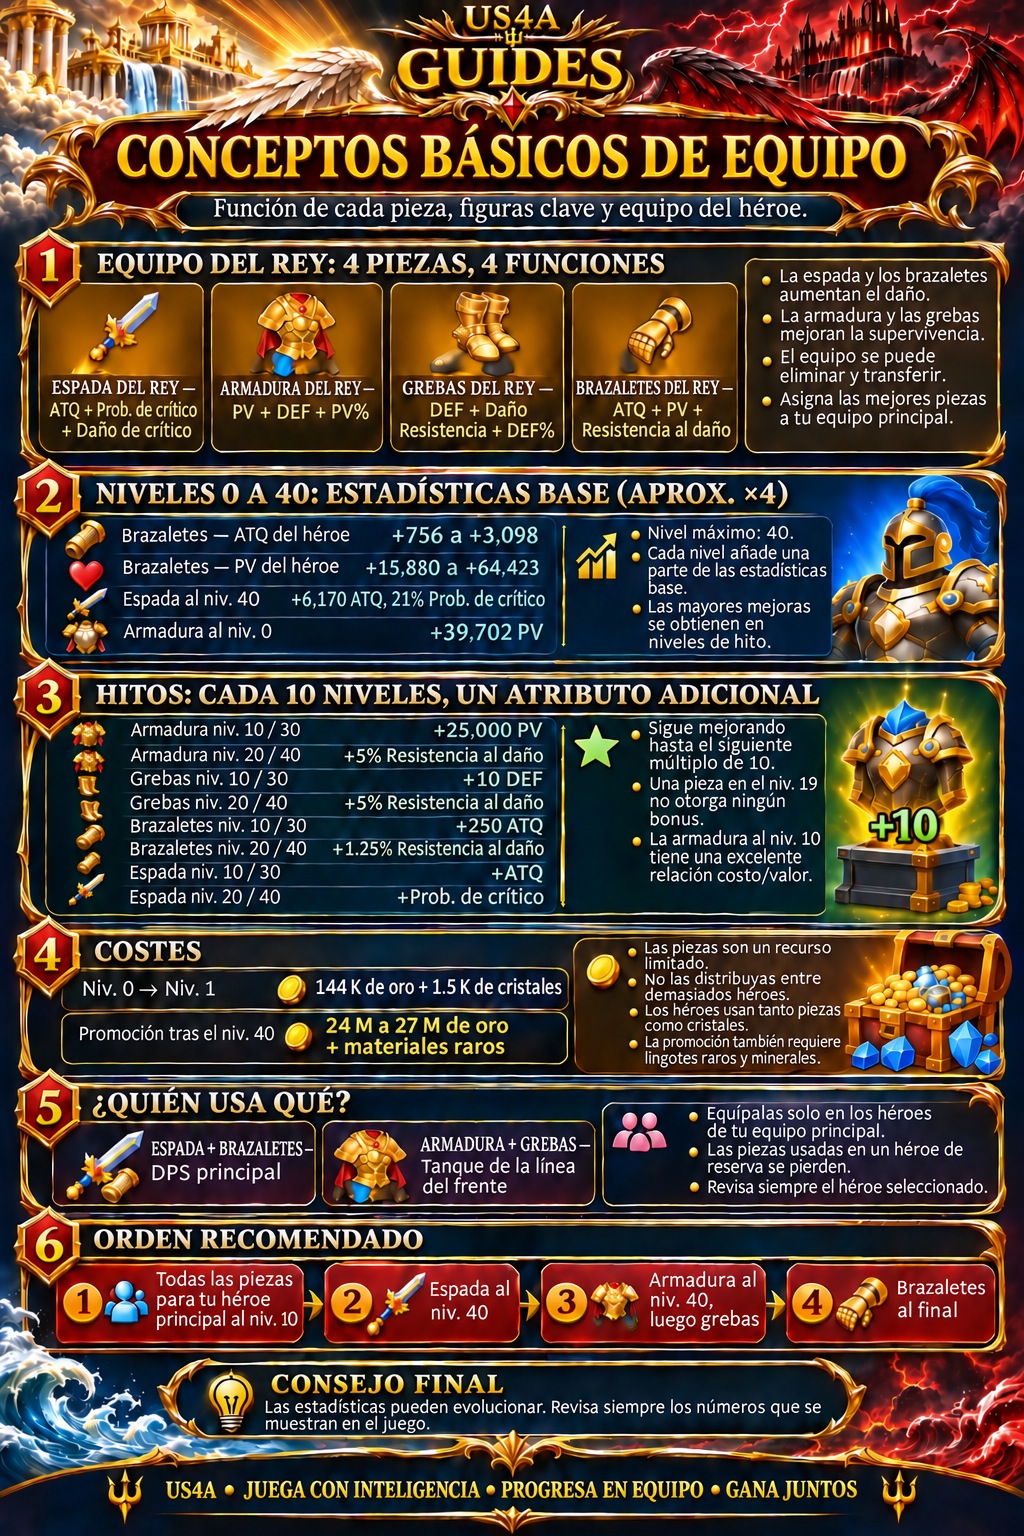 US4A
GUIDES
CONCEPTOS BÁSICOS DE EQUIPO
Función de cada pieza, figuras clave y equipo del héroe.
1
EQUIPO DEL REY: 4 PIEZAS, 4 FUNCIONES
ESPADA DEL REY —
ATQ + Prob. de crítico
+ Daño de crítico
ARMADURA DEL REY —
PV + DEF + PV%
GREBAS DEL REY —
DEF + Daño
Resistencia + DEF%
BRAZALETES DEL REY —
ATQ + PV +
Resistencia al daño
• La espada y los brazaletes
aumentan el daño.
• La armadura y las grebas
mejoran la supervivencia.
• El equipo se puede
eliminar y transferir.
• Asigna las mejores piezas
a tu equipo principal.
2
NIVELES 0 A 40: ESTADÍSTICAS BASE (APROX. ×4)
Brazaletes — ATQ del héroe +756 a +3,098
Brazaletes — PV del héroe +15,880 a +64,423
Espada al niv. 40 +6,170 ATQ, 21% Prob. de crítico
Armadura al niv. 0 +39,702 PV
• Nivel máximo: 40.
• Cada nivel añade una
parte de las estadísticas
base.
• Las mayores mejoras
se obtienen en
niveles de hito.
3
HITOS: CADA 10 NIVELES, UN ATRIBUTO ADICIONAL
Armadura niv. 10 / 30 +25,000 PV
Armadura niv. 20 / 40 +5% Resistencia al daño
Grebas niv. 10 / 30 +10 DEF
Grebas niv. 20 / 40 +5% Resistencia al daño
Brazaletes niv. 10 / 30 +250 ATQ
Brazaletes niv. 20 / 40 +1.25% Resistencia al daño
Espada niv. 10 / 30 +ATQ
Espada niv. 20 / 40 +Prob. de crítico
• Sigue mejorando
hasta el siguiente
múltiplo de 10.
• Una pieza en el niv. 19
no otorga ningún
bonus.
• La armadura al niv. 10
tiene una excelente
relación costo/valor.
+10
4
COSTES
Niv. 0 → Niv. 1 144 K de oro + 1.5 K de cristales
Promoción tras el niv. 40 24 M a 27 M de oro
+ materiales raros
• Las piezas son un recurso
limitado.
• No las distribuyas entre
demasiados héroes.
• Los héroes usan tanto piezas
como cristales.
• La promoción también requiere
lingotes raros y minerales.
5
¿QUIÉN USA QUÉ?
ESPADA + BRAZALETES —
DPS principal
ARMADURA + GREBAS —
Tanque de la línea
del frente
• Equípalas solo en los héroes
de tu equipo principal.
• Las piezas usadas en un héroe de
reserva se pierden.
• Revisa siempre el héroe seleccionado.
6
ORDEN RECOMENDADO
1
Todas las piezas
para tu héroe
principal al niv. 10
2
Espada al
niv. 40
3
Armadura al
niv. 40,
luego grebas
4
Brazaletes
al final
CONSEJO FINAL
Las estadísticas pueden evolucionar. Revisa siempre los números que se
muestran en el juego.
US4A • JUEGA CON INTELIGENCIA • PROGRESA EN EQUIPO • GANA JUNTOS